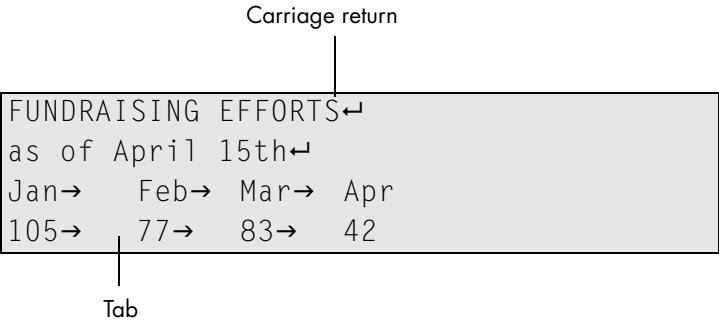 Carriage return
FUNDRAISING EFFORTS↵
as of April 15th↵
Jan→ Feb→ Mar→ Apr
105→ 77→ 83→ 42
Tab